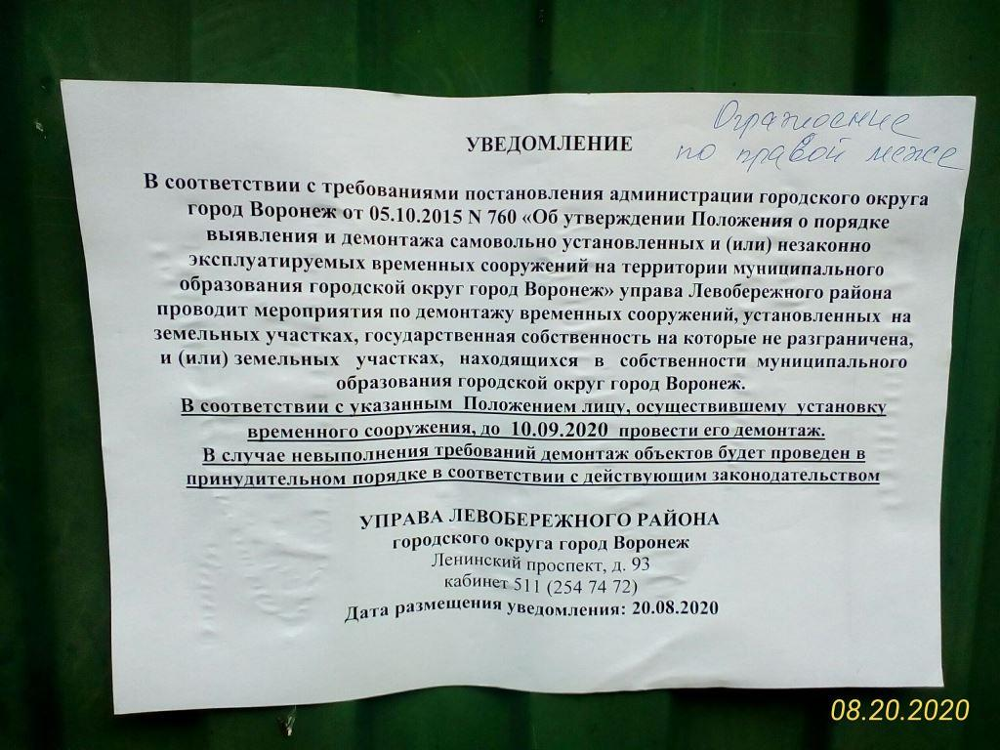 Ограждение
по правой меже
УВЕДОМЛЕНИЕ
В соответствии с требованиями постановления администрации городского округа
город Воронеж от 05.10.2015 N 760 «Об утверждении Положения о порядке
выявления и демонтажа самовольно установленных и (или) незаконно
эксплуатируемых временных сооружений на территории муниципального
образования городской округ город Воронеж» управа Левобережного района
проводит мероприятия по демонтажу временных сооружений, установленных на
земельных участках, государственная собственность на которые не разграничена,
и (или) земельных участках, находящихся в собственности муниципального
образования городской округ город Воронеж.
В соответствии с указанным Положением лицу, осуществившему установку
временного сооружения, до 10.09.2020 провести его демонтаж.
В случае невыполнения требований демонтаж объектов будет проведен в
принудительном порядке в соответствии с действующим законодательством
УПРАВА ЛЕВОБЕРЕЖНОГО РАЙОНА
городского округа город Воронеж
Ленинский проспект, д. 93
кабинет 511 (254 74 72)
Дата размещения уведомления: 20.08.2020
08.20.2020